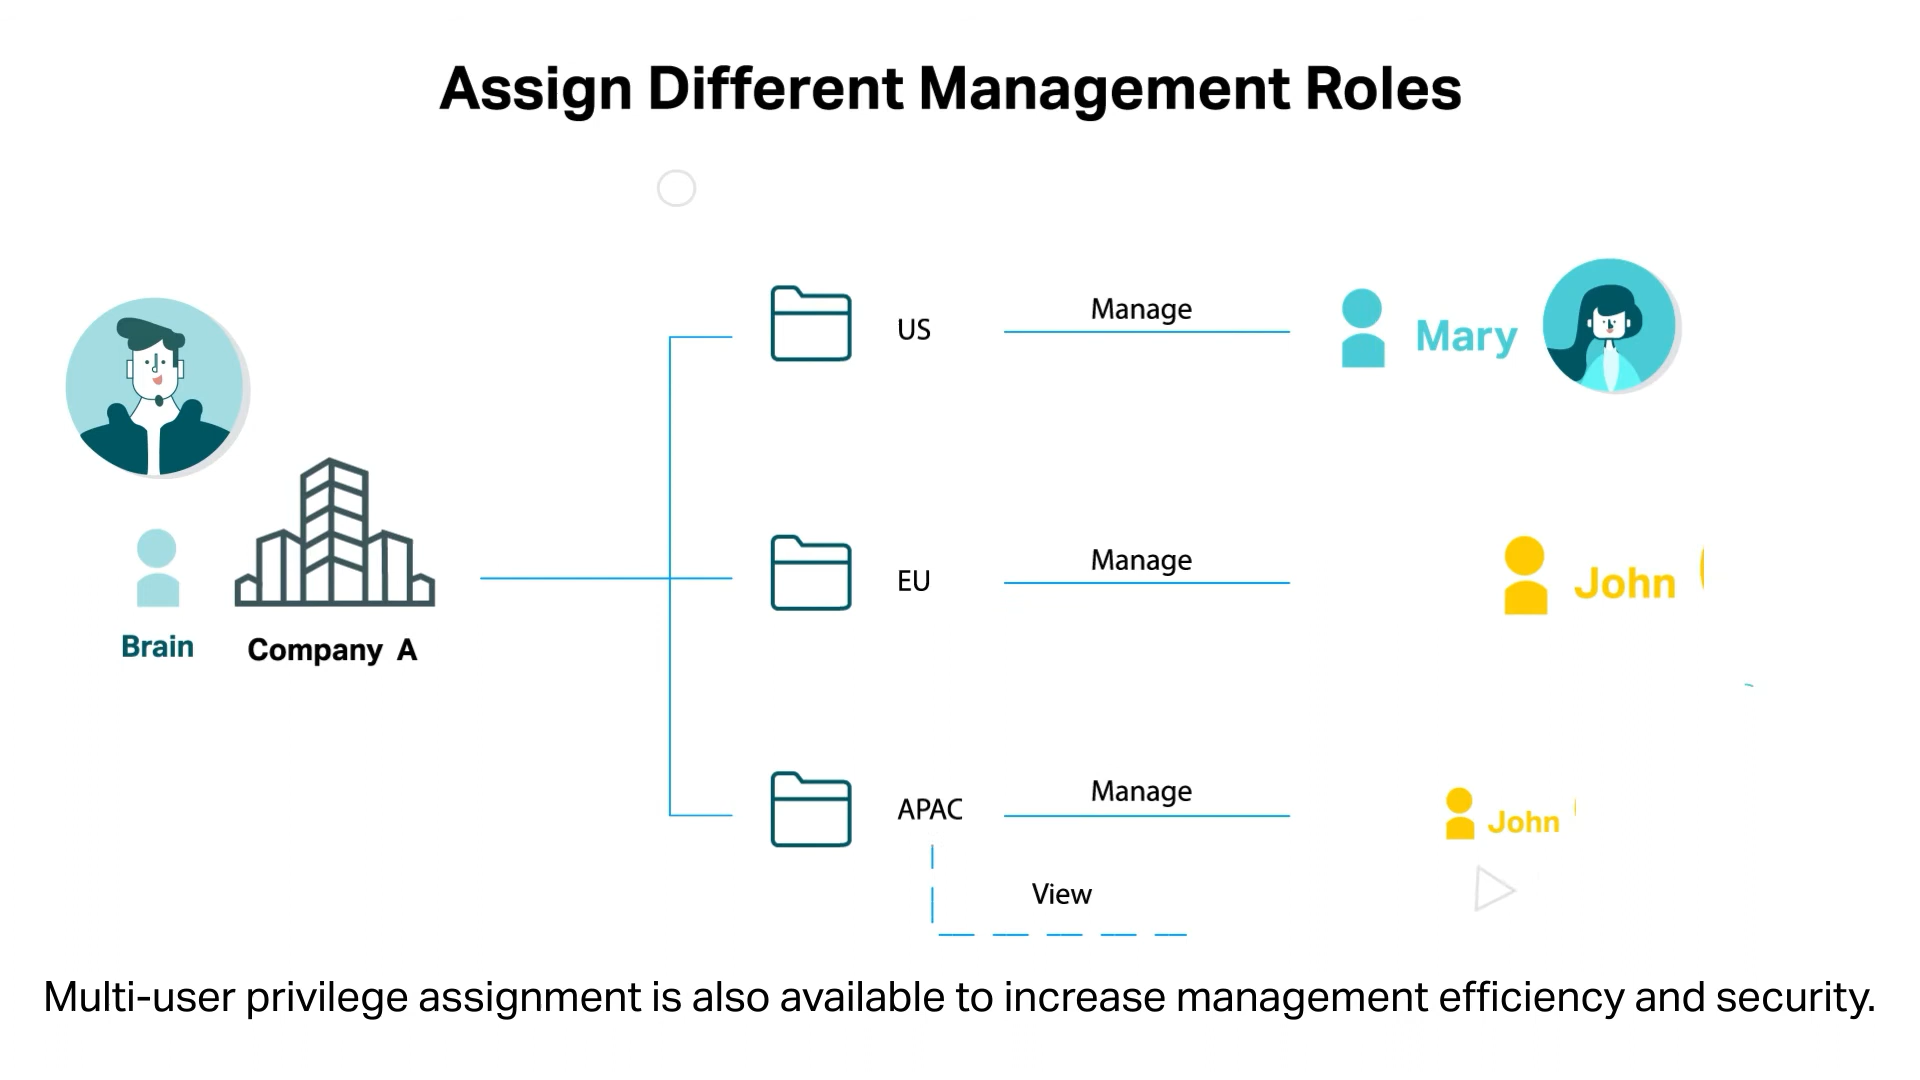 Assign Different Management Roles
US
Manage
Mary
EU
Manage
John
Brain
Company A
APAC
Manage
John
View
Multi-user privilege assignment is also available to increase management efficiency and security.